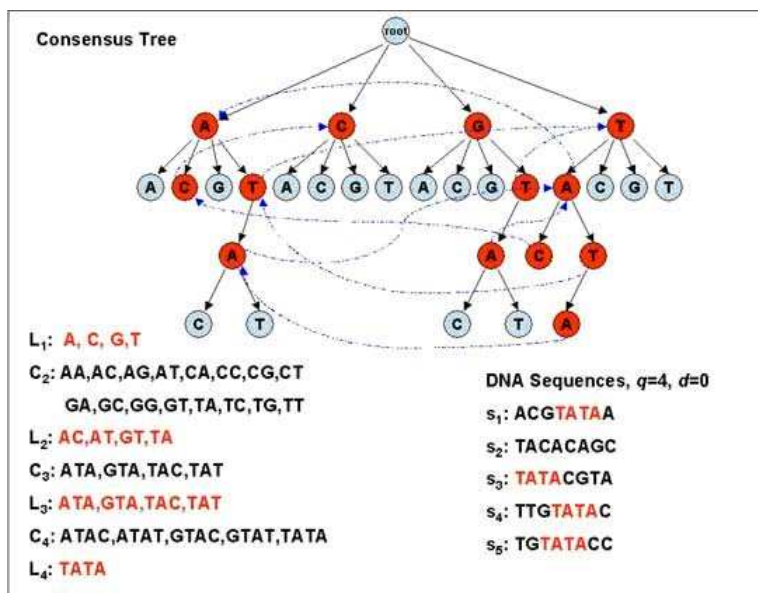 Consensus Tree
root
A C G T
A C G T A C G T A C G T A C G T
A A C T
C T C T A
L1: A, C, G,T
C2: AA,AC,AG,AT,CA,CC,CG,CT
GA,GC,GG,GT,TA,TC,TG,TT
L2: AC,AT,GT,TA
C3: ATA,GTA,TAC,TAT
L3: ATA,GTA,TAC,TAT
C4: ATAC,ATAT,GTAC,GTAT,TATA
L4: TATA
DNA Sequences, q=4, d=0
s1: ACGTATAA
s2: TACACAGC
s3: TATACGTA
s4: TTGTATAC
s5: TGTATACC